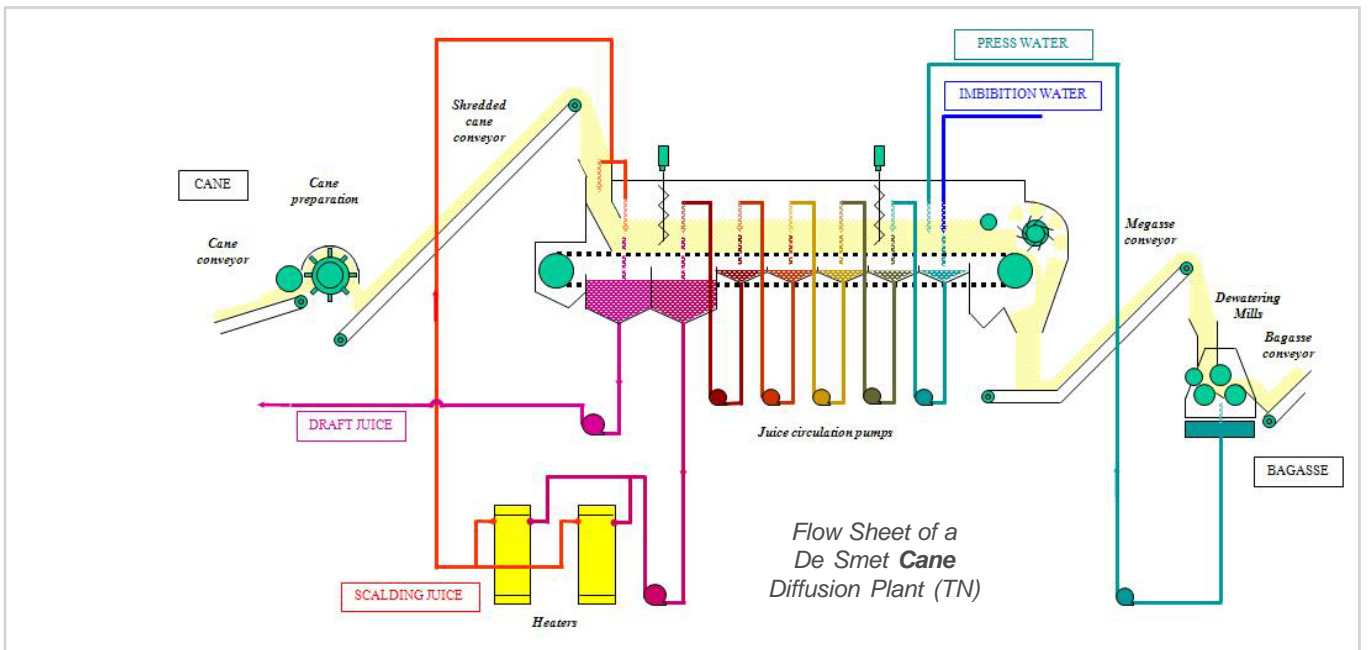 PRESS WATER
IMBIBITION WATER
Shredded
cane
conveyor
CANE
Cane
preparation
Cane
conveyor
Megasse
conveyor
Dewatering
Mills
Bagasse
conveyor
DRAFT JUICE
Juice circulation pumps
BAGASSE
Flow Sheet of a
De Smet Cane
Diffusion Plant (TN)
SCALDING JUICE
Heaters